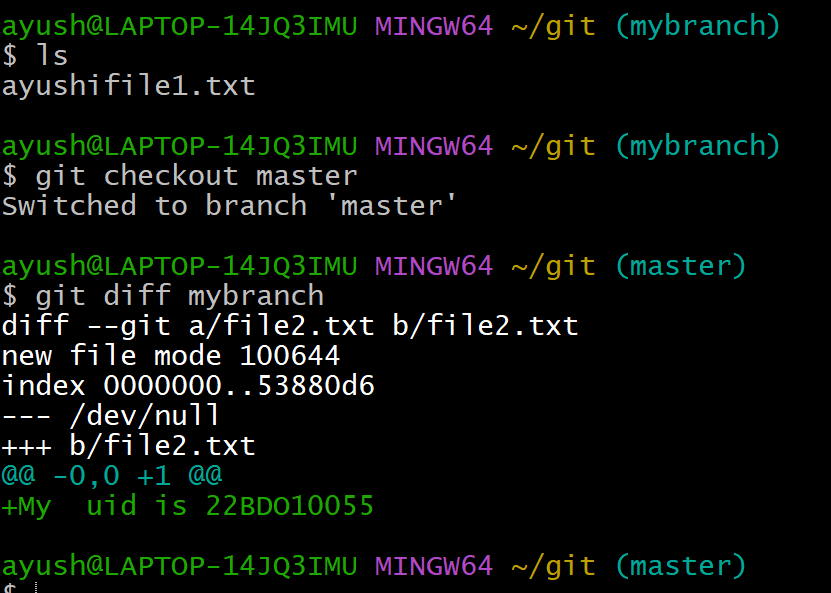 ayush@LAPTOP-14JQ3IMU MINGW64 ~/git (mybranch)
$ ls
ayushifile1.txt
ayush@LAPTOP-14JQ3IMU MINGW64 ~/git (mybranch)
$ git checkout master
Switched to branch 'master'
ayush@LAPTOP-14JQ3IMU MINGW64 ~/git (master)
$ git diff mybranch
diff --git a/file2.txt b/file2.txt
new file mode 100644
index 0000000..53880d6
--- /dev/null
+++ b/file2.txt
@@ -0,0 +1 @@
+My  uid is 22BDO10055
ayush@LAPTOP-14JQ3IMU MINGW64 ~/git (master)
$